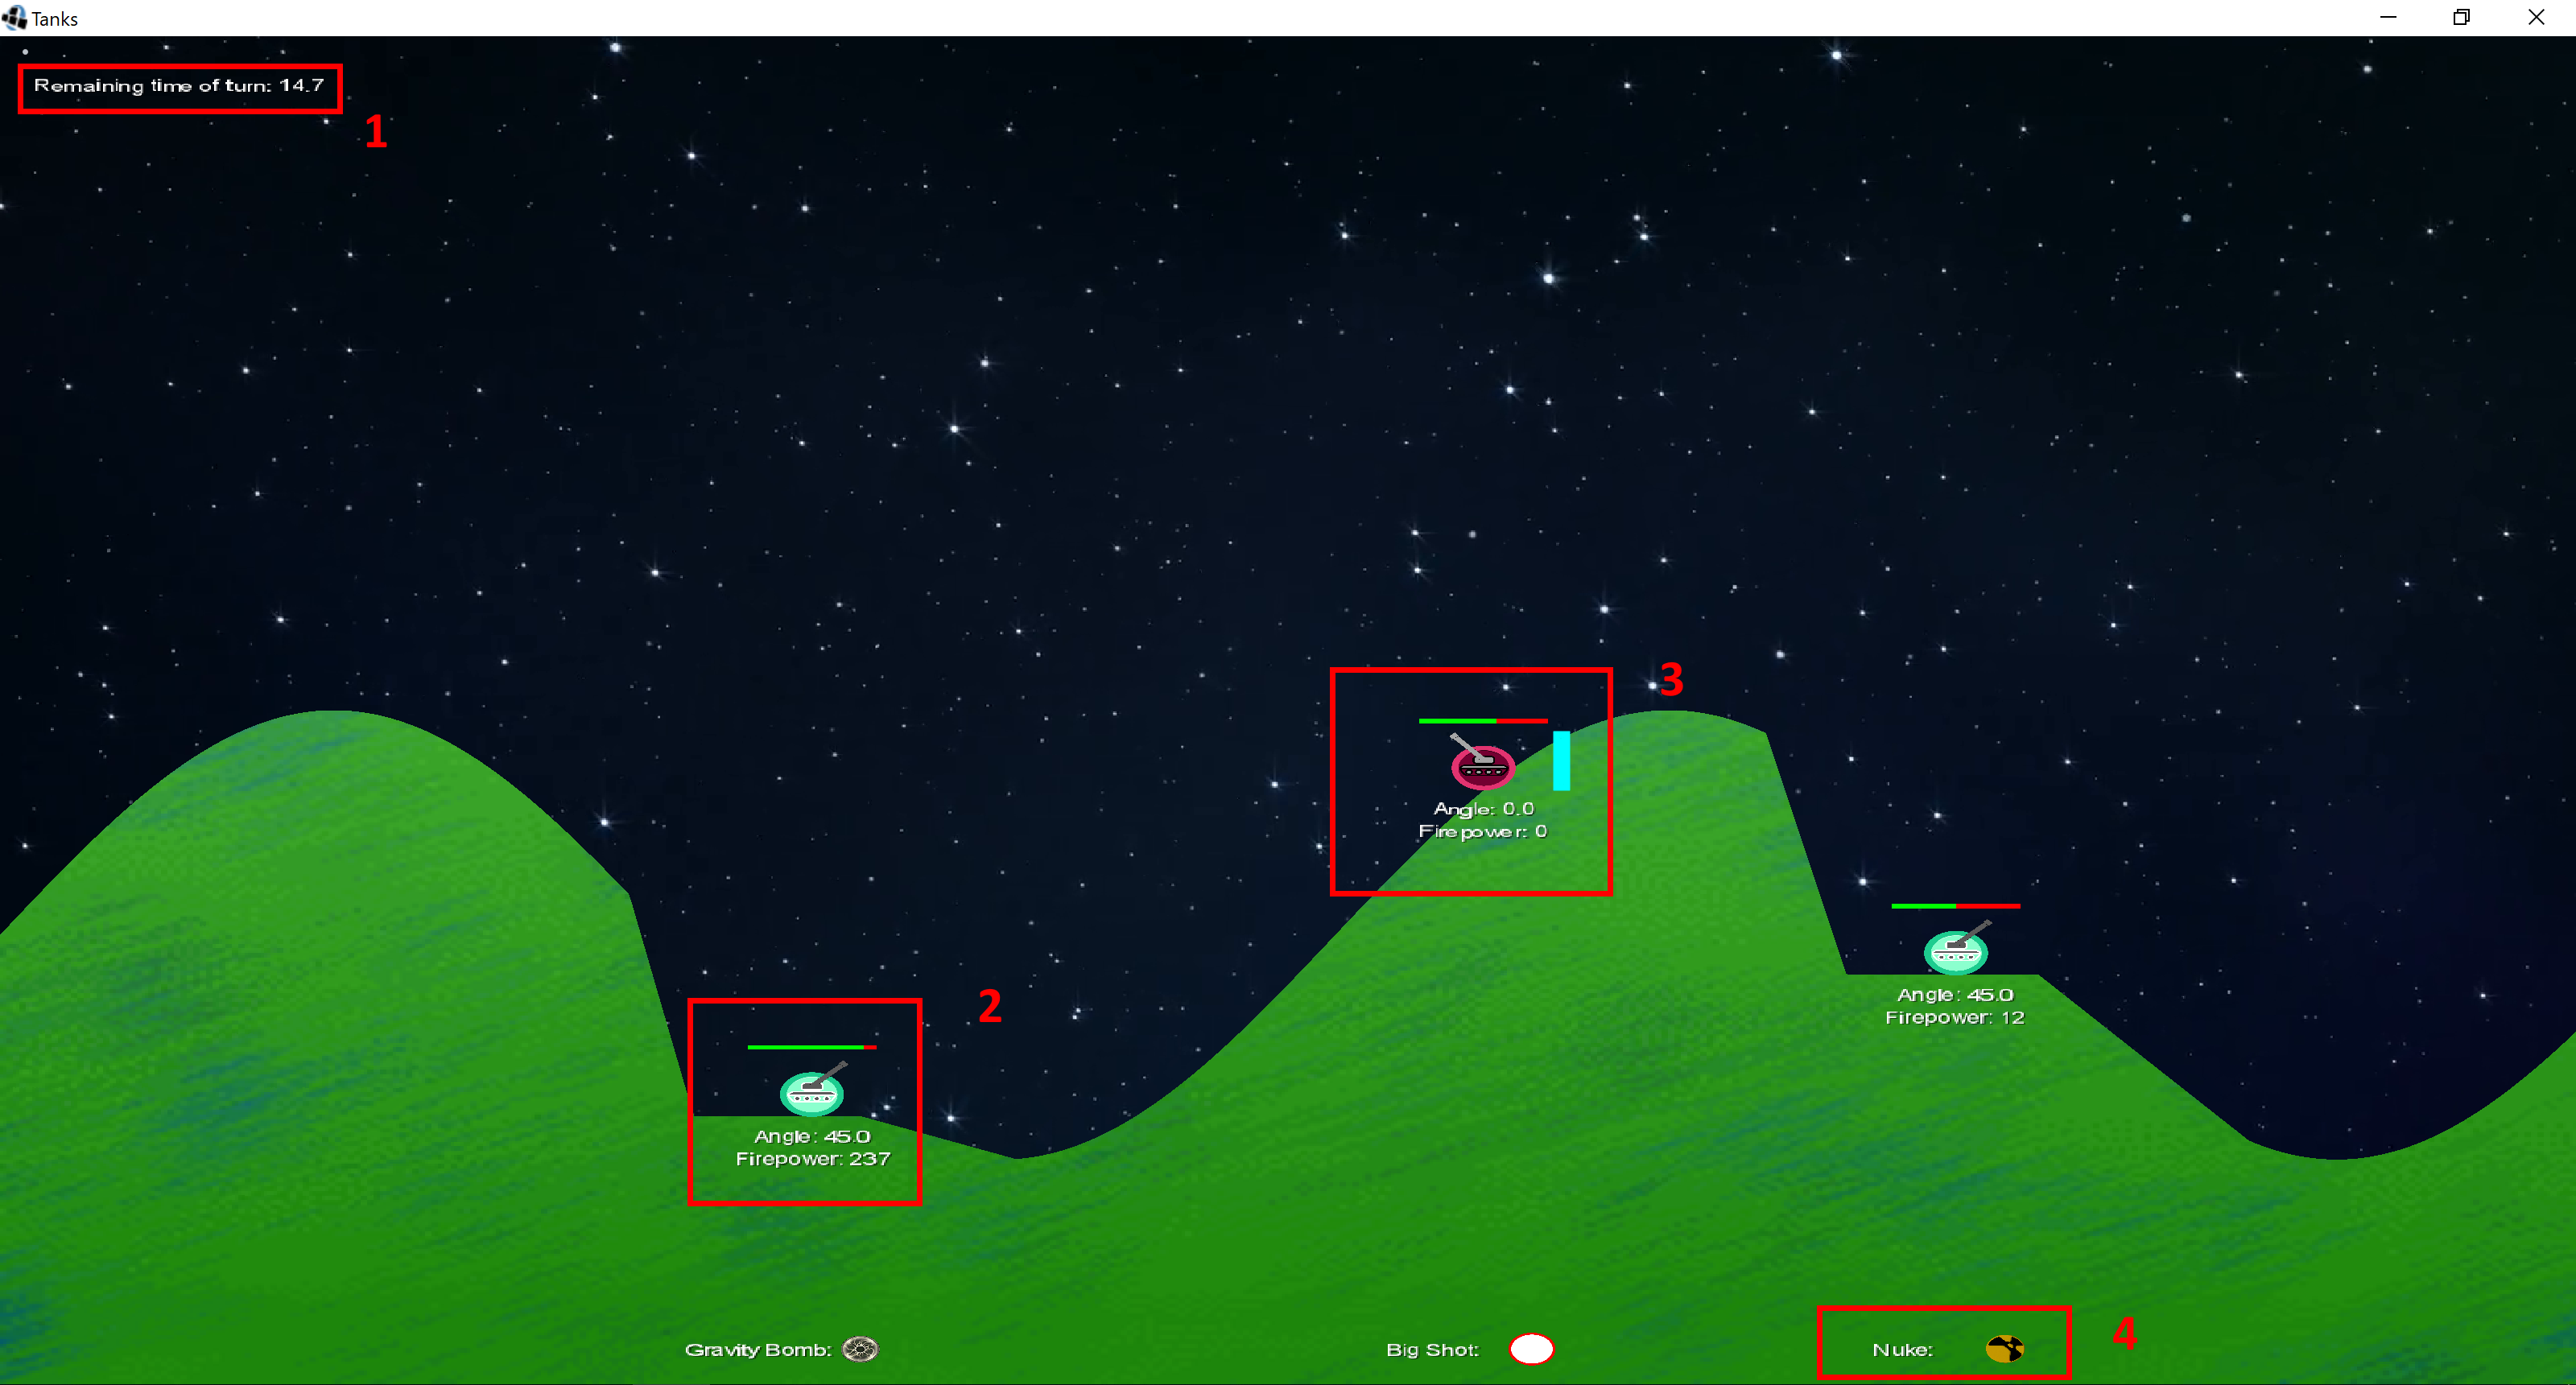 Tanks
Remaining time of turn: 14.7
1
3
Angle: 0.0
Firepower: 0
2
Angle: 45.0
Firepower: 12
Angle: 45.0
Firepower: 237
Gravity Bomb:
Big Shot:
Nuke:
4